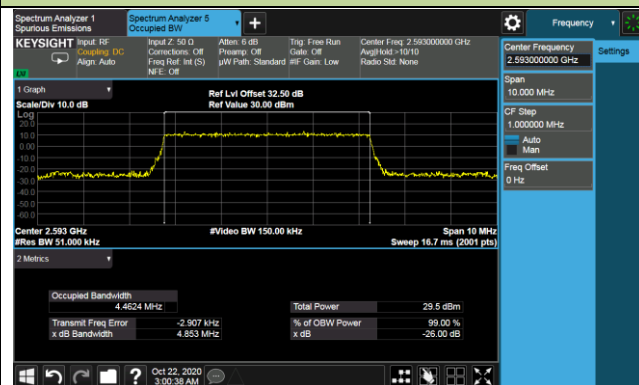 Spectrum Analyzer 1
Spurious Emissions
Spectrum Analyzer 5
Occupied BW
Frequency
KEYSIGHT
Input: RF
Coupling: DC
Align: Auto
Input Z: 50 Ω
Corrections: Off
Freq Ref: Int (S)
NFE: Off
Atten: 6 dB
Preamp: Off
µW Path: Standard
Trig: Free Run
Gate: Off
#IF Gain: Low
Center Freq: 2.593000000 GHz
Avg|Hold:>10/10
Radio Std: None
1 Graph
Scale/Div 10.0 dB
Ref Lvl Offset 32.50 dB
Ref Value 30.00 dBm
Log
20.0
10.0
0.00
-10.0
-20.0
-30.0
-40.0
-50.0
-60.0
Center 2.593 GHz
#Res BW 51.000 kHz
#Video BW 150.00 kHz
Span 10 MHz
Sweep 16.7 ms (2001 pts)
2 Metrics
Occupied Bandwidth
4.4624 MHz
Total Power 29.5 dBm
Transmit Freq Error -2.907 kHz
% of OBW Power 99.00 %
x dB Bandwidth 4.853 MHz
x dB -26.00 dB
Center Frequency
2.593000000 GHz
Settings
Span
10.000 MHz
CF Step
1.000000 MHz
Auto
Man
Freq Offset
0 Hz
?
Oct 22, 2020
3:00:38 AM